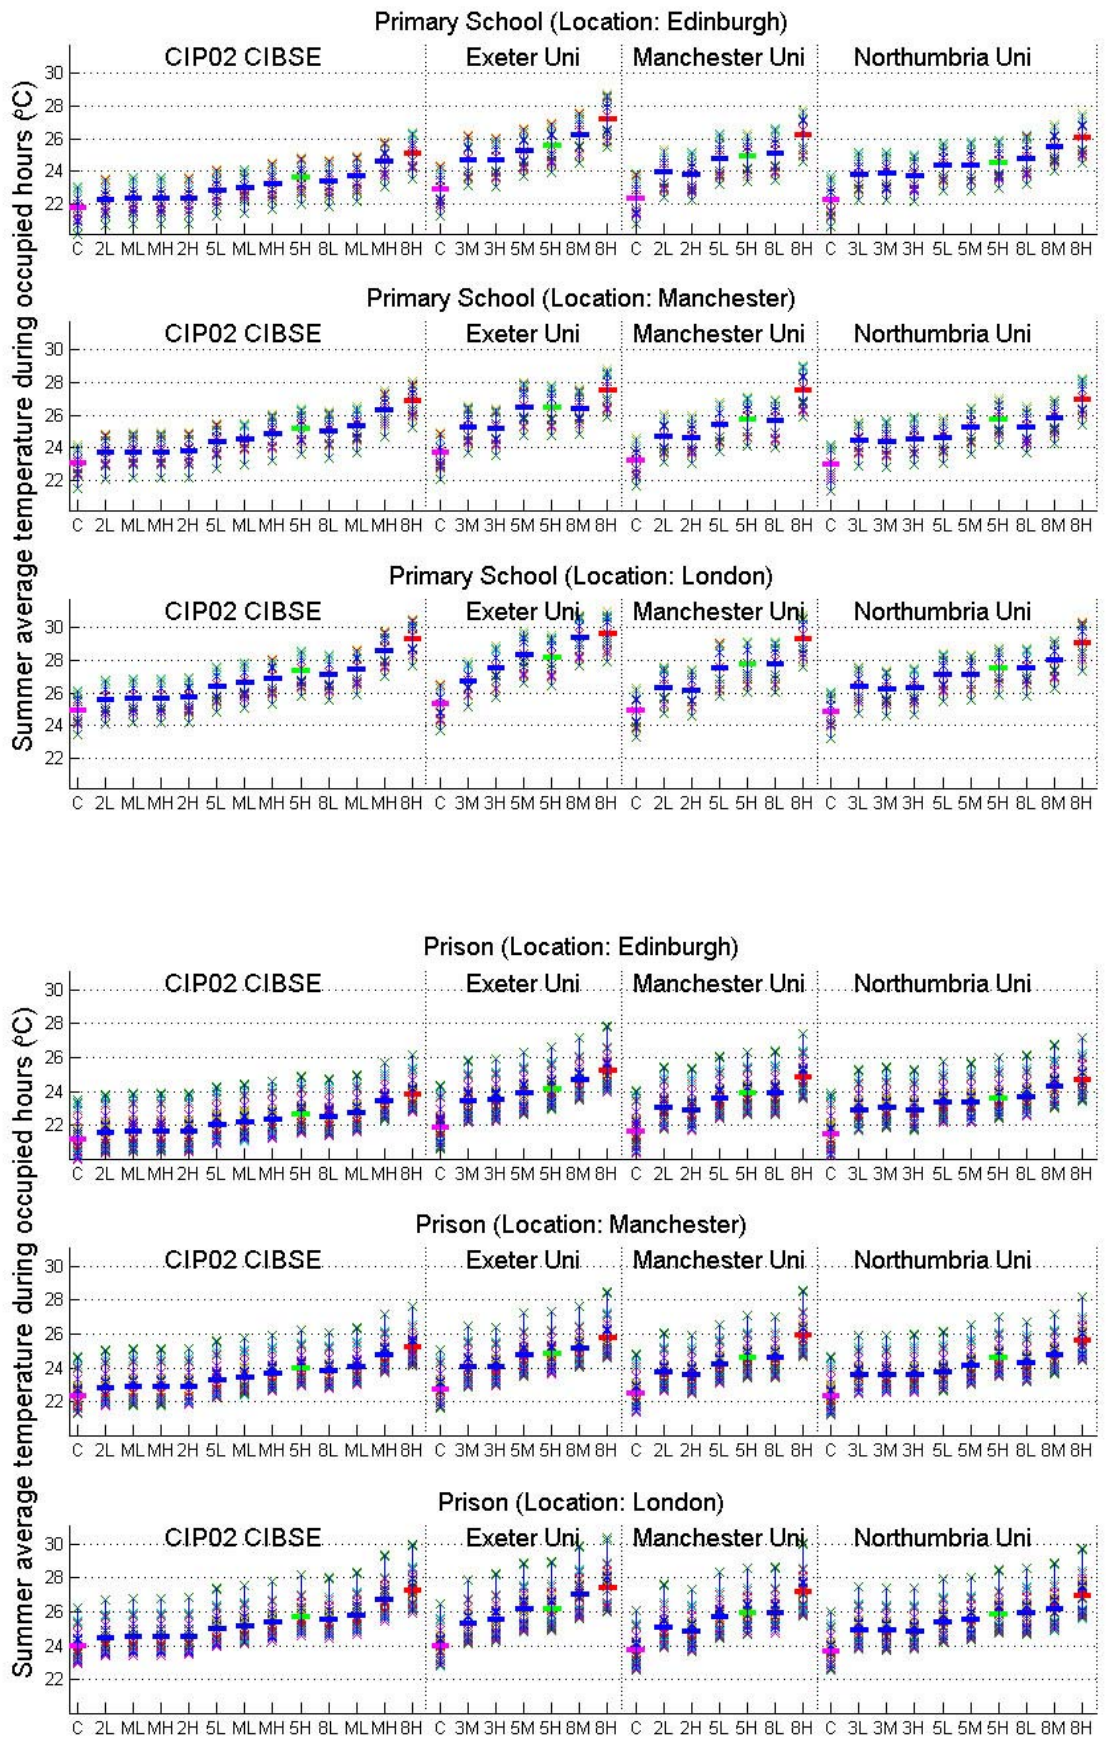 Primary School (Location: Edinburgh)
CIP02 CIBSE Exeter Uni Manchester Uni Northumbria Uni
30
28
26
24
22
C 2L ML MH 2H 5L ML MH 5H 8L ML MH 8H C 3M 3H 5M 5H 8M 8H C 2L 2H 5L 5H 8L 8H C 3L 3M 3H 5L 5M 5H 8L 8M 8H
Summer average temperature during occupied hours (ºC)
Primary School (Location: Manchester)
CIP02 CIBSE Exeter Uni Manchester Uni Northumbria Uni
30
28
26
24
22
C 2L ML MH 2H 5L ML MH 5H 8L ML MH 8H C 3M 3H 5M 5H 8M 8H C 2L 2H 5L 5H 8L 8H C 3L 3M 3H 5L 5M 5H 8L 8M 8H
Primary School (Location: London)
CIP02 CIBSE Exeter Uni Manchester Uni Northumbria Uni
30
28
26
24
22
C 2L ML MH 2H 5L ML MH 5H 8L ML MH 8H C 3M 3H 5M 5H 8M 8H C 2L 2H 5L 5H 8L 8H C 3L 3M 3H 5L 5M 5H 8L 8M 8H
Prison (Location: Edinburgh)
CIP02 CIBSE Exeter Uni Manchester Uni Northumbria Uni
30
28
26
24
22
C 2L ML MH 2H 5L ML MH 5H 8L ML MH 8H C 3M 3H 5M 5H 8M 8H C 2L 2H 5L 5H 8L 8H C 3L 3M 3H 5L 5M 5H 8L 8M 8H
Summer average temperature during occupied hours (ºC)
Prison (Location: Manchester)
CIP02 CIBSE Exeter Uni Manchester Uni Northumbria Uni
30
28
26
24
22
C 2L ML MH 2H 5L ML MH 5H 8L ML MH 8H C 3M 3H 5M 5H 8M 8H C 2L 2H 5L 5H 8L 8H C 3L 3M 3H 5L 5M 5H 8L 8M 8H
Prison (Location: London)
CIP02 CIBSE Exeter Uni Manchester Uni Northumbria Uni
30
28
26
24
22
C 2L ML MH 2H 5L ML MH 5H 8L ML MH 8H C 3M 3H 5M 5H 8M 8H C 2L 2H 5L 5H 8L 8H C 3L 3M 3H 5L 5M 5H 8L 8M 8H